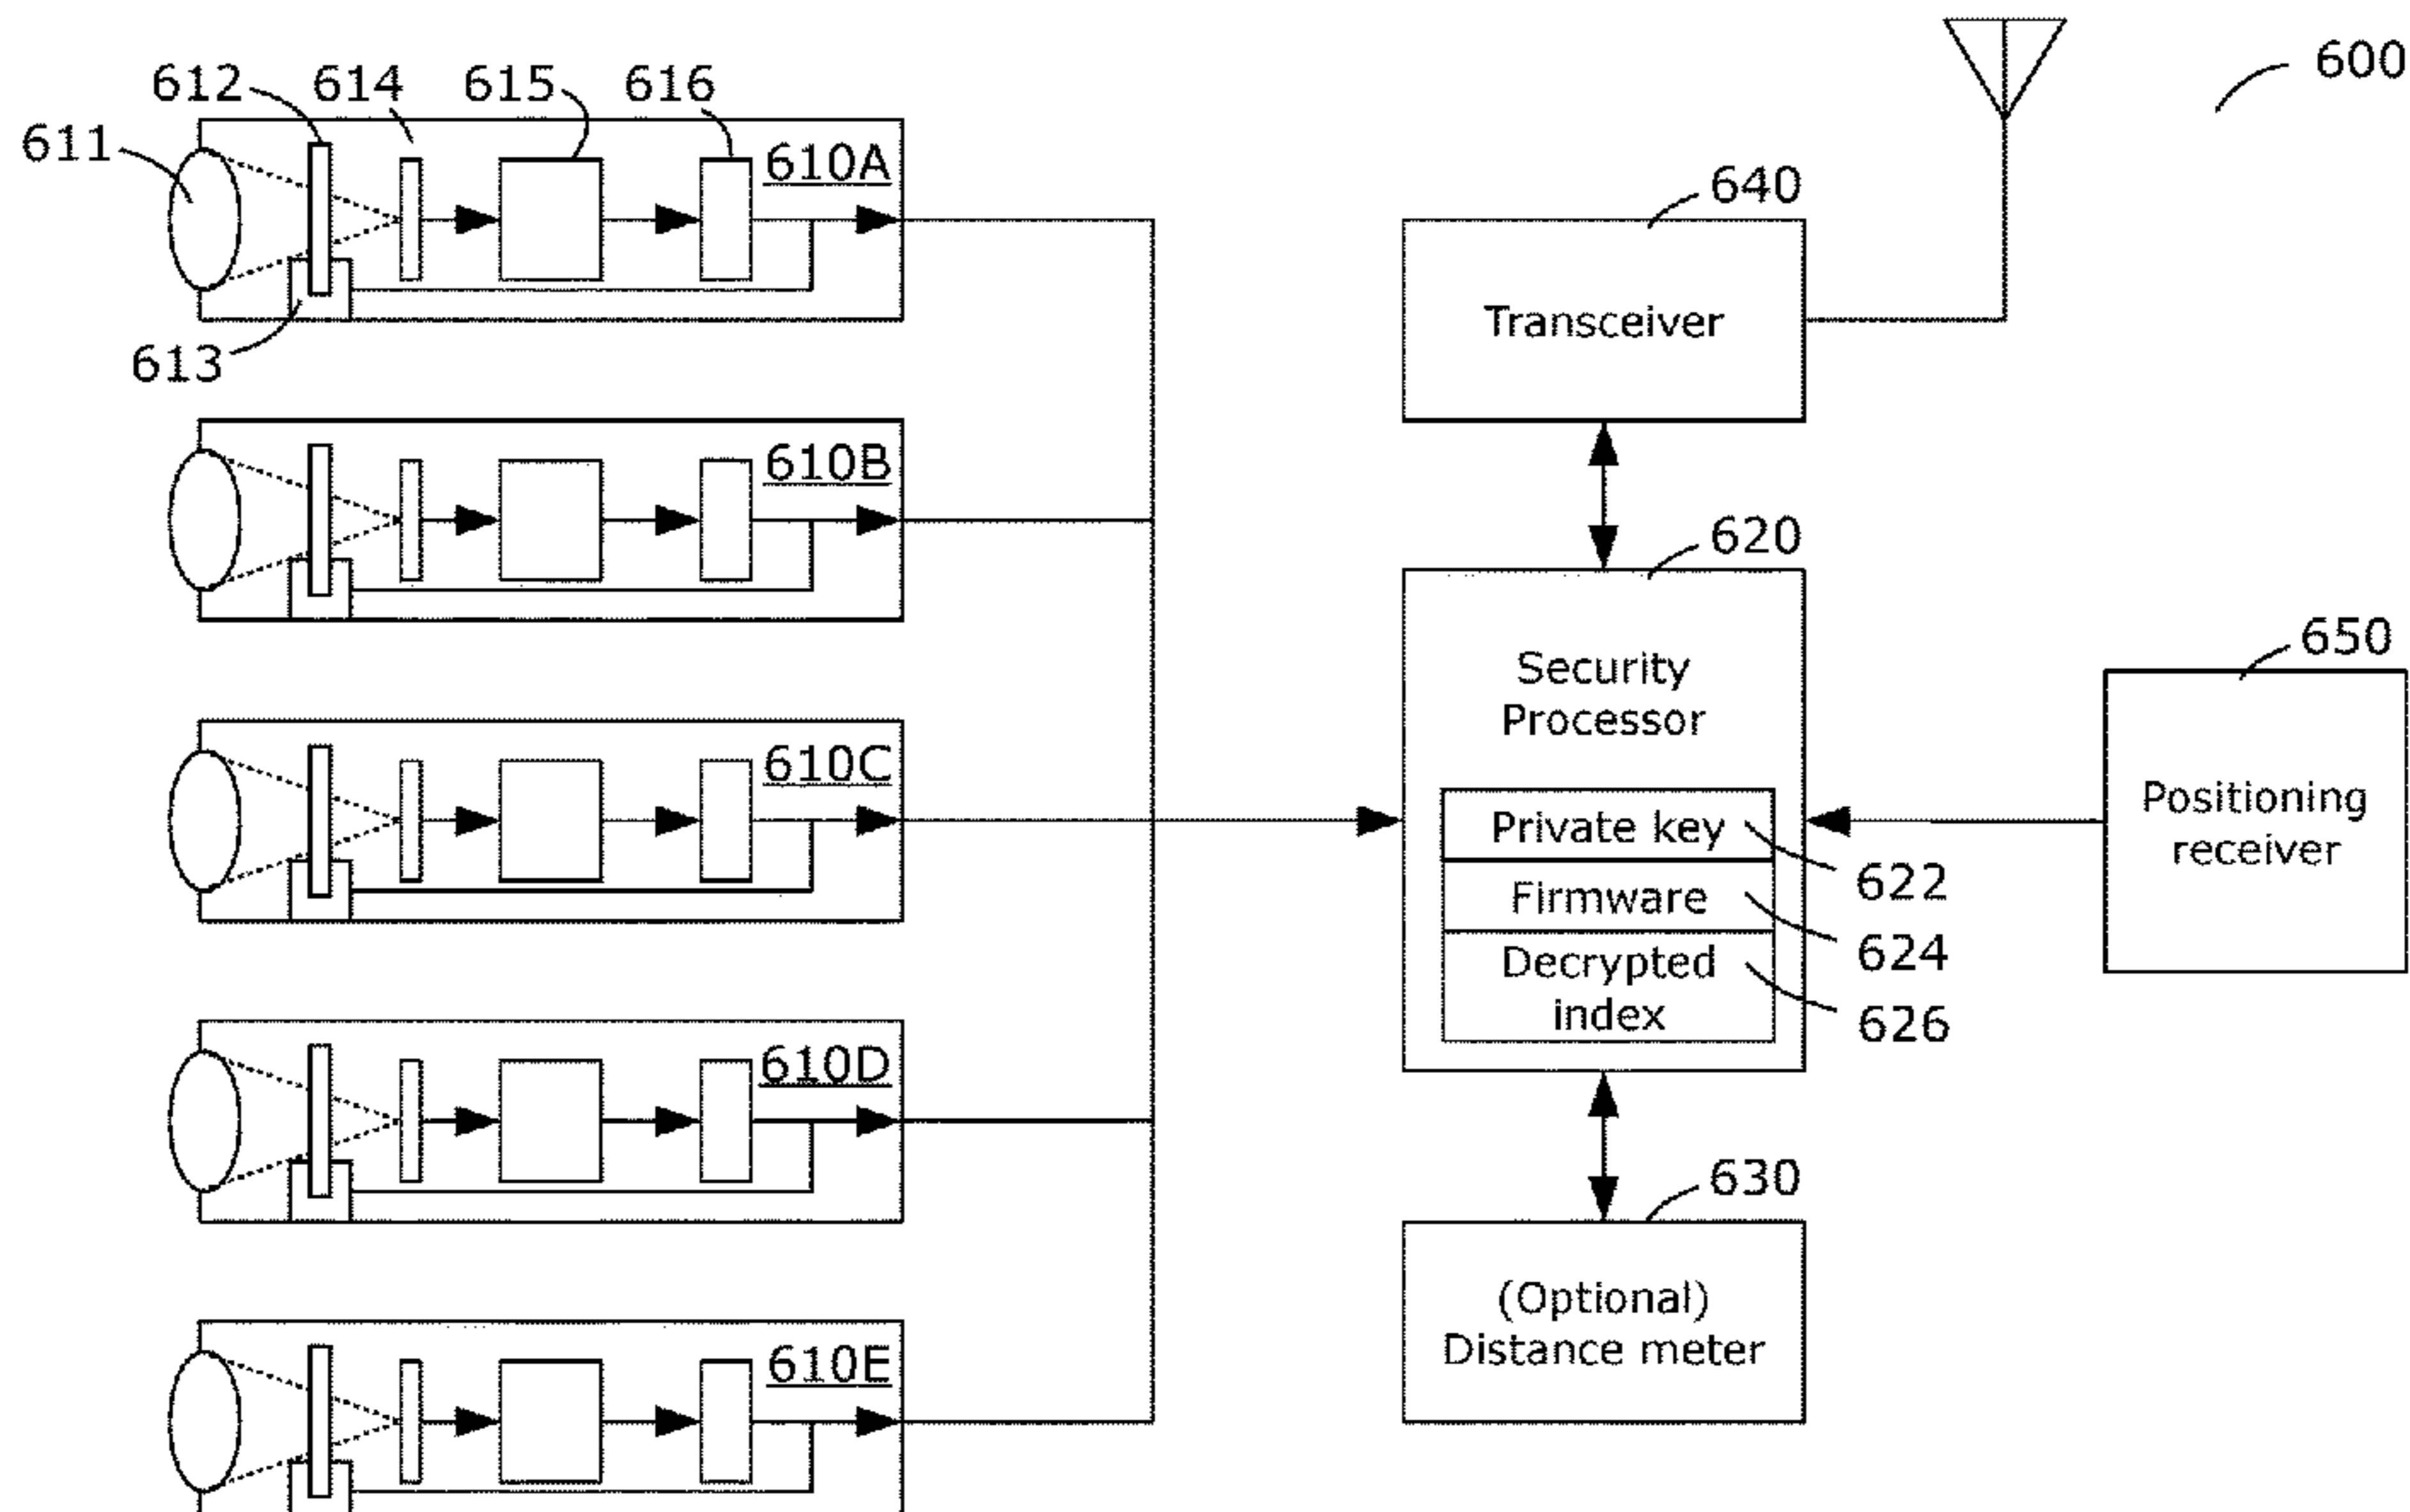 600
612 614 615 616
611
610A
613
640
Transceiver
610B
620
Security
Processor
Private key
622
Firmware
624
Decrypted
index
626
650
Positioning
receiver
610C
610D
630
(Optional)
Distance meter
610E